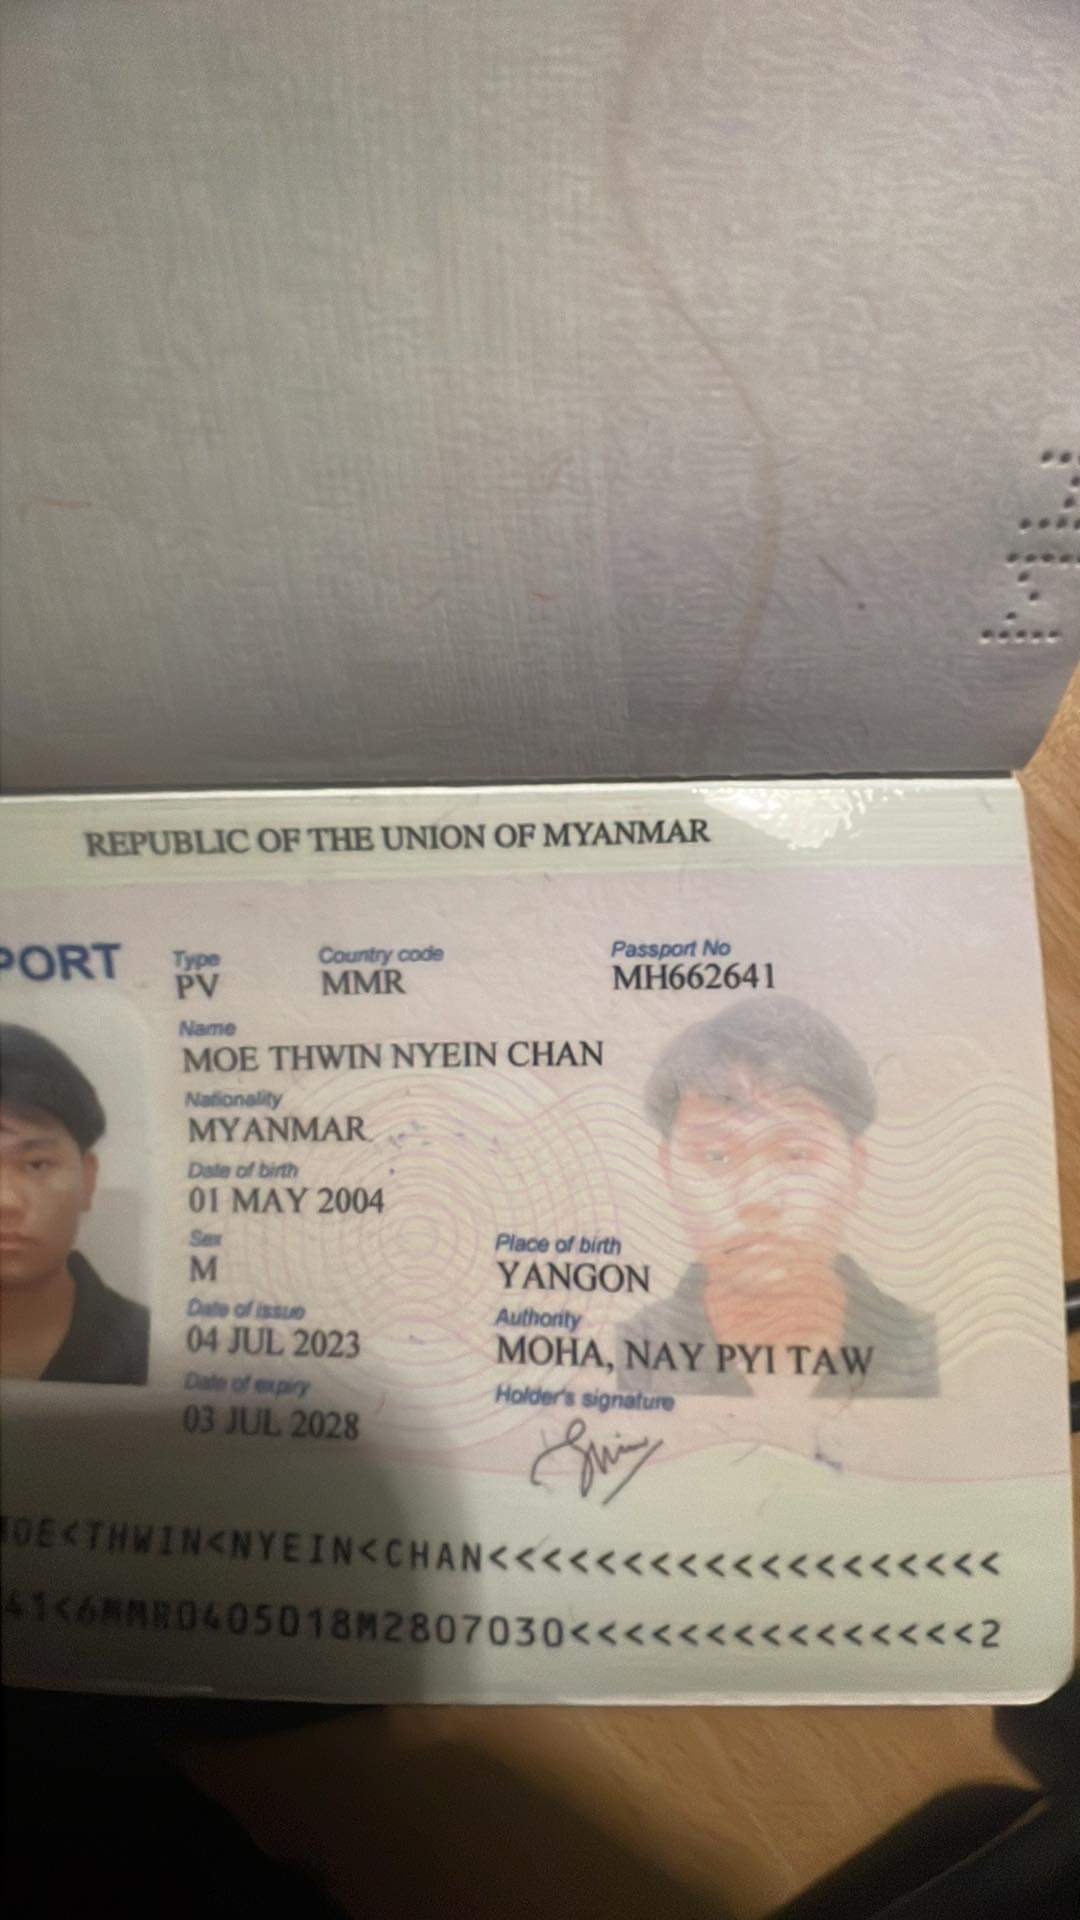 REPUBLIC OF THE UNION OF MYANMAR
PORT
Type Country code Passport No
PV MMR MH662641
Name
MOE THWIN NYEIN CHAN
Nationality
MYANMAR
Date of birth
01 MAY 2004
Sex Place of birth
M YANGON
Date of issue Authority
04 JUL 2023 MOHA, NAY PYI TAW
Date of expiry Holder's signature
03 JUL 2028
OE<THWIN<NYEIN<CHAN<<<<<<<<<<<<<<<<<<<
41<6MMR0405018M2807030<<<<<<<<<<<<<<<2